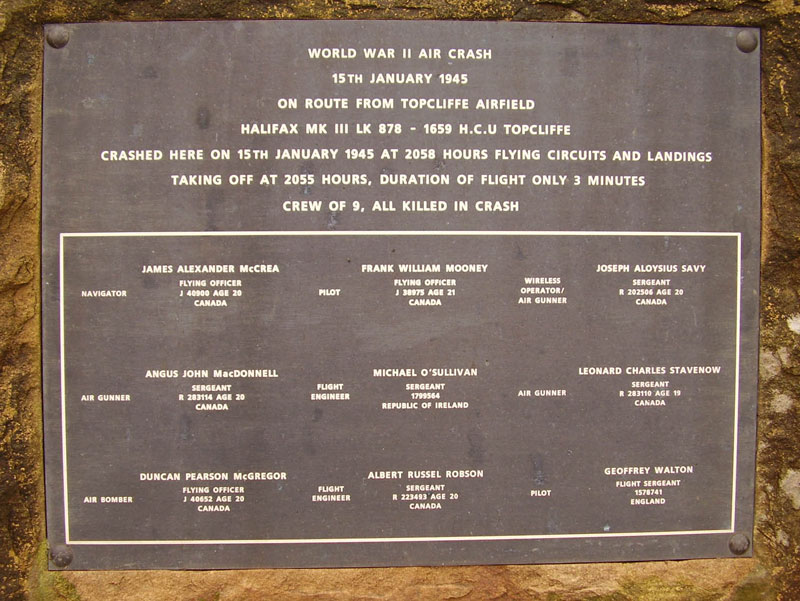 WORLD WAR II AIR CRASH
15TH JANUARY 1945
ON ROUTE FROM TOPCLIFFE AIRFIELD
HALIFAX MK III LK 878 - 1659 H.C.U TOPCLIFFE
CRASHED HERE ON 15TH JANUARY 1945 AT 2058 HOURS FLYING CIRCUITS AND LANDINGS
TAKING OFF AT 2055 HOURS, DURATION OF FLIGHT ONLY 3 MINUTES
CREW OF 9, ALL KILLED IN CRASH
JAMES ALEXANDER McCREA
NAVIGATOR
FLYING OFFICER
J 40900 AGE 20
CANADA
FRANK WILLIAM MOONEY
PILOT
FLYING OFFICER
J 38975 AGE 21
CANADA
JOSEPH ALOYSIUS SAVY
WIRELESS
OPERATOR/
AIR GUNNER
SERGEANT
R 202506 AGE 20
CANADA
ANGUS JOHN MacDONNELL
AIR GUNNER
SERGEANT
R 283114 AGE 20
CANADA
MICHAEL O'SULLIVAN
FLIGHT
ENGINEER
SERGEANT
1799564
REPUBLIC OF IRELAND
LEONARD CHARLES STAVENOW
AIR GUNNER
SERGEANT
R 283110 AGE 19
CANADA
DUNCAN PEARSON McGREGOR
AIR BOMBER
FLYING OFFICER
J 40652 AGE 20
CANADA
ALBERT RUSSEL ROBSON
FLIGHT
ENGINEER
SERGEANT
R 223493 AGE 20
CANADA
GEOFFREY WALTON
PILOT
FLIGHT SERGEANT
1578741
ENGLAND